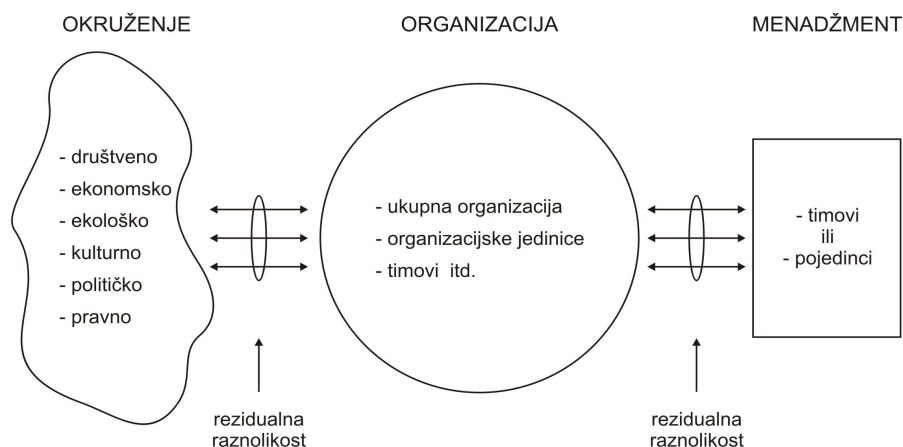 OKRUŽENJE
ORGANIZACIJA
MENADŽMENT
- društveno
- ekonomsko
- ekološko
- kulturno
- političko
- pravno
- ukupna organizacija
- organizacijske jedinice
- timovi itd.
- timovi
ili
- pojedinci
rezidualna
raznolikost
rezidualna
raznolikost